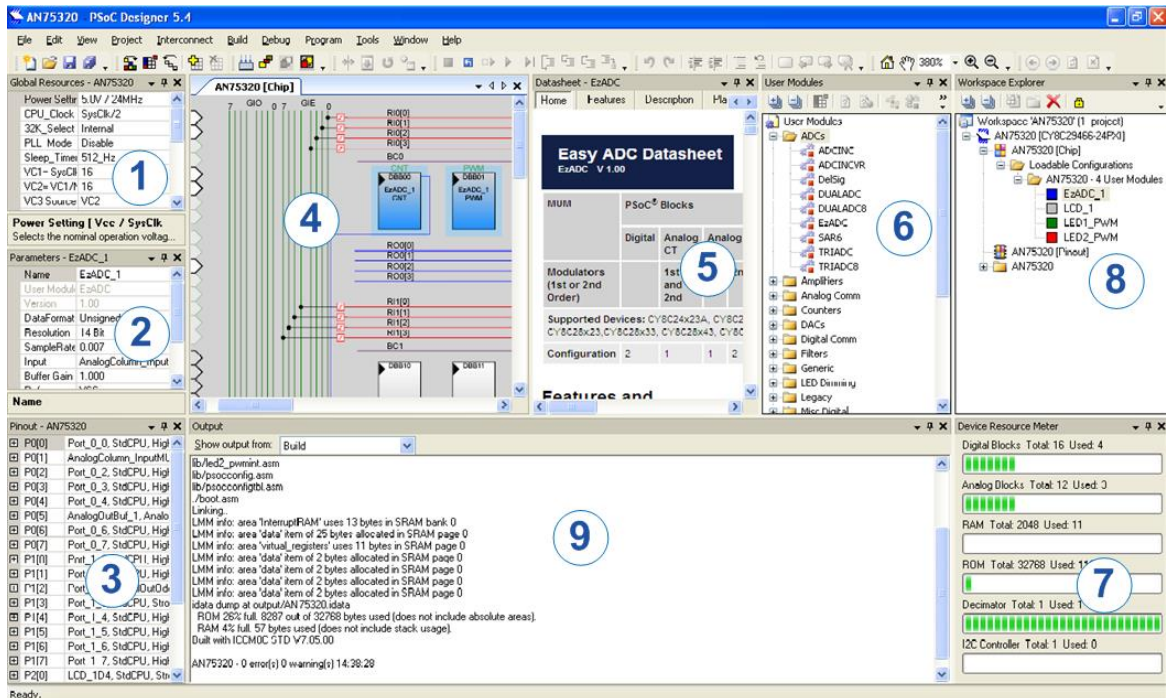 AN75320 - PSoC Designer 5.4
File Edit View Project Interconnect Build Debug Program Tools Window Help
380%
Global Resources - AN75320
Power Settir 5.0V / 24MHz
CPU_Clock SysClk/2
32K_Select Internal
PLL Mode Disable
Sleep_Timer 512_Hz
VC1= SysClk 16
VC2= VC1/N 16
VC3 Source VC2
1
Power Setting [ Vcc / SysClk
Selects the nominal operation voltag...
Parameters - EzADC_1
Name EzADC_1
User Module EzADC
Version 1.00
DataFormat Unsigned
Resolution 14 Bit
SampleRate 0.007
Input AnalogColumn_Input
Buffer Gain 1.000
VSS
2
Name
AN75320 [Chip]
7 GIO 0 7 GIE 0
RI0[0]
RI0[1]
RI0[2]
RI0[3]
BC0
CNT PWM
DBB00 DBB01
EzADC_1 EzADC_1
CNT PWM
4
RO0[0]
RO0[1]
RO0[2]
RO0[3]
RI1[0]
RI1[1]
RI1[2]
RI1[3]
BC1
DBB10 DBB11
Datasheet - EzADC
Home Features Description Pla
Easy ADC Datasheet
EzADC V 1.00
MUM PSoC® Blocks
Digital Analog CT Analog
Modulators (1st or 2nd Order) 1st and 2nd
5
Supported Devices: CY8C24x23A, CY8C2
CY8C28x23,CY8C28x33, CY8C28x43, CY8C
Configuration 2 1 1 2
Features and
User Modules
User Modules
ADCs
ADCINC
ADCINCVR
DelSig
DUALADC
DUALADC8
EzADC
SAR6
TRIADC
TRIADC8
Amplifiers
Analog Comm
Counters
DACs
Digital Comm
Filters
Generic
LED Dimming
Legacy
Misc Digital
6
Workspace Explorer
Workspace 'AN75320' (1 project)
AN75320 [CY8C29466-24PXI]
AN75320 [Chip]
Loadable Configurations
AN75320 - 4 User Modules
EzADC_1
LCD_1
LED1_PWM
LED2_PWM
AN75320 [Pinout]
AN75320
8
Pinout - AN75320
P0[0] Port_0_0, StdCPU, High
P0[1] AnalogColumn_InputMU
P0[2] Port_0_2, StdCPU, High
P0[3] Port_0_3, StdCPU, High
P0[4] Port_0_4, StdCPU, High
P0[5] AnalogOutBuf_1, Analo
P0[6] Port_0_6, StdCPU, High
P0[7] Port_0_7, StdCPU, High
P1[0]
P1[1]
P1[2]
P1[3]
P1[4] Port_1_4, StdCPU, High
P1[5] Port_1_5, StdCPU, High
P1[6] Port_1_6, StdCPU, High
P1[7] Port_1_7, StdCPU, High
P2[0] LCD_1D4, StdCPU, Stro
3
Output
Show output from: Build
lib/led2_pwmint.asm
lib/psocconfig.asm
lib/psocconfigtbl.asm
./boot.asm
Linking..
LMM info: area 'InterruptRAM' uses 13 bytes in SRAM bank 0
LMM info: area 'data' item of 25 bytes allocated in SRAM page 0
LMM info: area 'virtual_registers' uses 11 bytes in SRAM page 0
LMM info: area 'data' item of 2 bytes allocated in SRAM page 0
LMM info: area 'data' item of 2 bytes allocated in SRAM page 0
LMM info: area 'data' item of 2 bytes allocated in SRAM page 0
LMM info: area 'data' item of 2 bytes allocated in SRAM page 0
idata dump at output/AN75320.idata
ROM 26% full. 8287 out of 32768 bytes used (does not include absolute areas).
RAM 4% full. 57 bytes used (does not include stack usage).
Built with ICCM8C STD V7.05.00
AN75320 - 0 error(s) 0 warning(s) 14:38:28
9
Device Resource Meter
Digital Blocks Total: 16 Used: 4
Analog Blocks Total: 12 Used: 3
RAM Total: 2048 Used: 11
ROM Total: 32768 Used:
Decimator Total: 1 Used: 1
I2C Controller Total: 1 Used: 0
7
Ready.